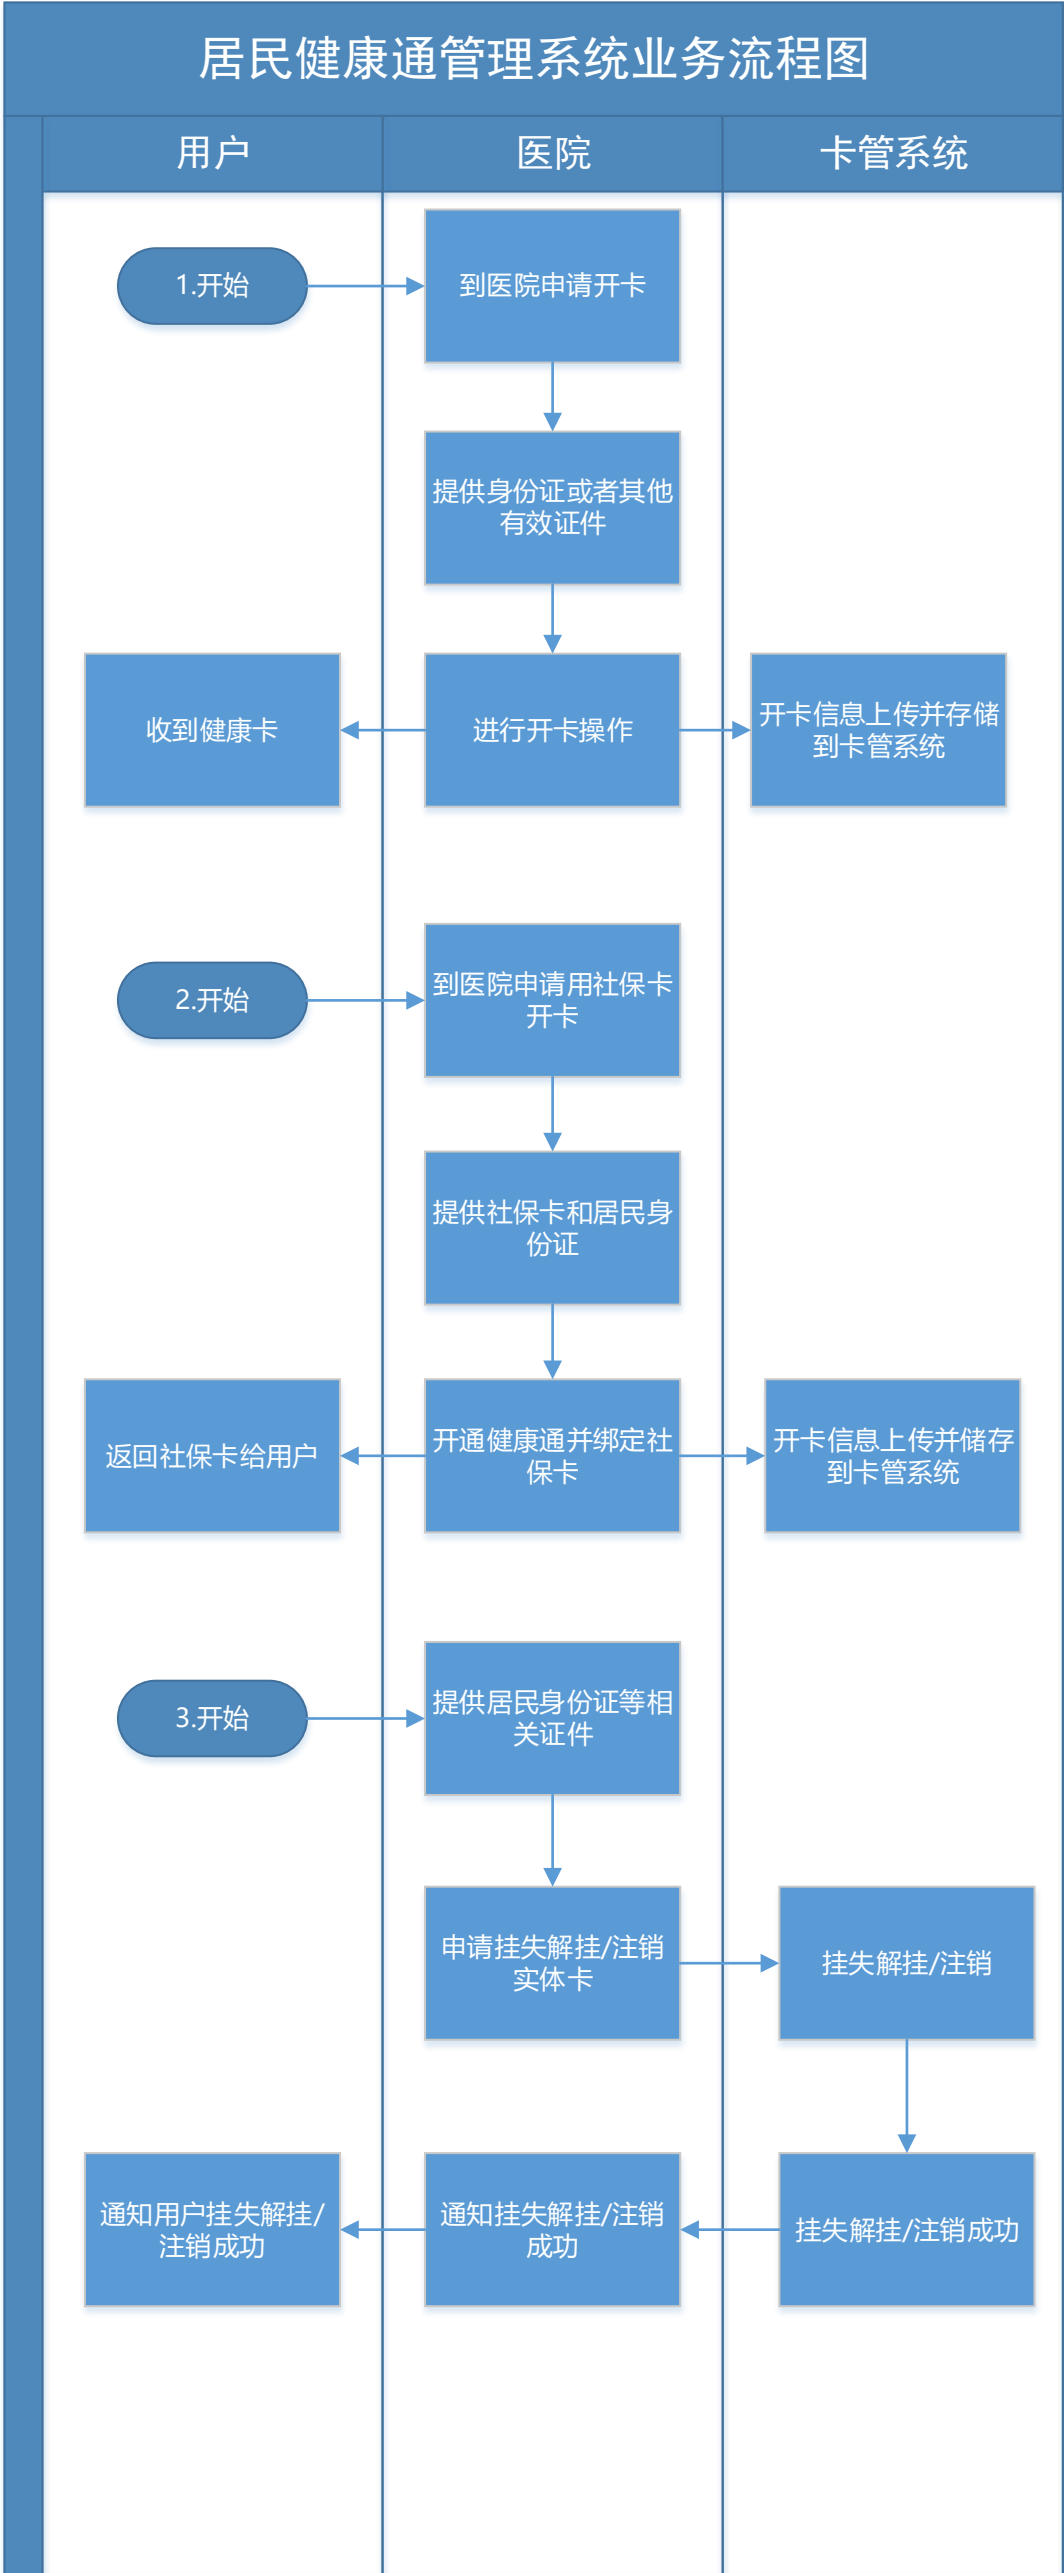 居民健康通管理系统业务流程图
用户
医院
卡管系统
1.开始
到医院申请开卡
提供身份证或者其他
有效证件
收到健康卡
进行开卡操作
开卡信息上传并存储
到卡管系统
2.开始
到医院申请用社保卡
开卡
提供社保卡和居民身
份证
返回社保卡给用户
开通健康通并绑定社
保卡
开卡信息上传并储存
到卡管系统
3.开始
提供居民身份证等相
关证件
申请挂失解挂/注销
实体卡
挂失解挂/注销
通知用户挂失解挂/
注销成功
通知挂失解挂/注销
成功
挂失解挂/注销成功